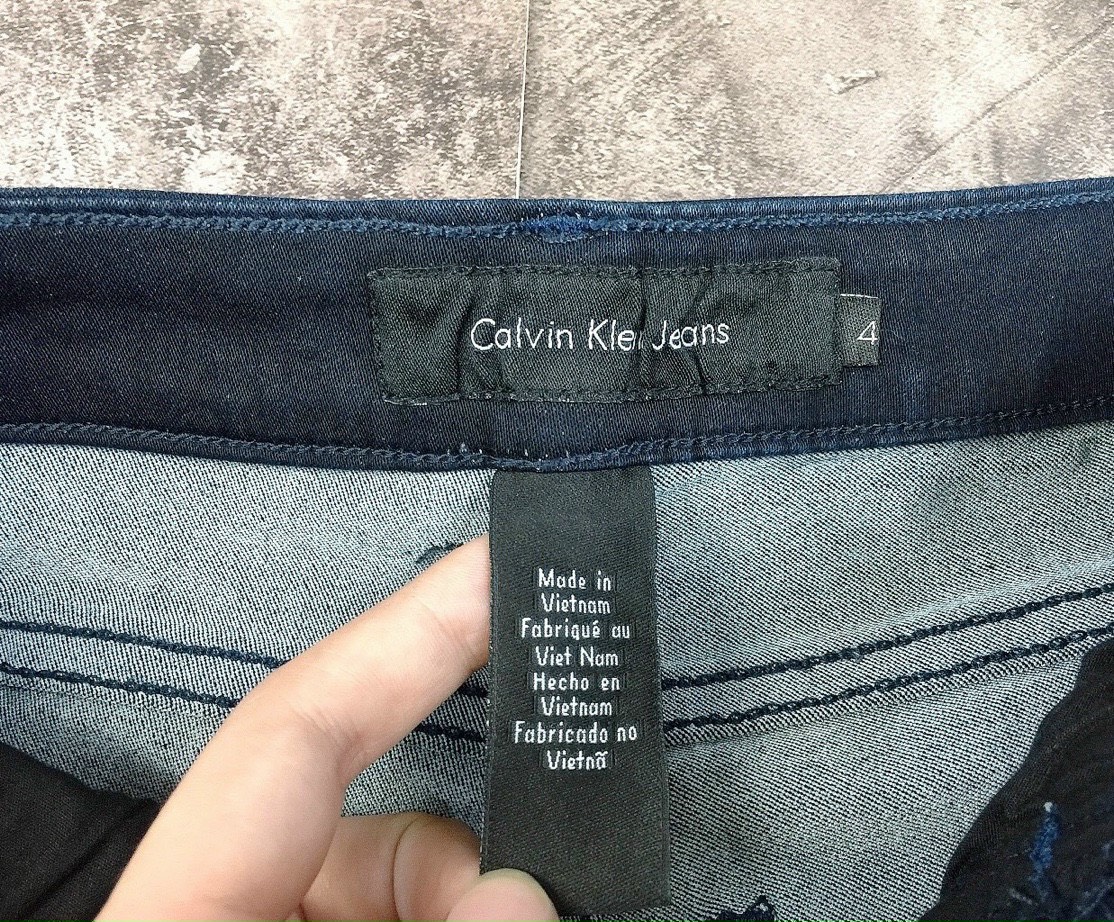 Calvin Klein Jeans
4
Made in
Vietnam
Fabriqué au
Viet Nam
Hecho en
Vietnam
Fabricado no
Vietnã